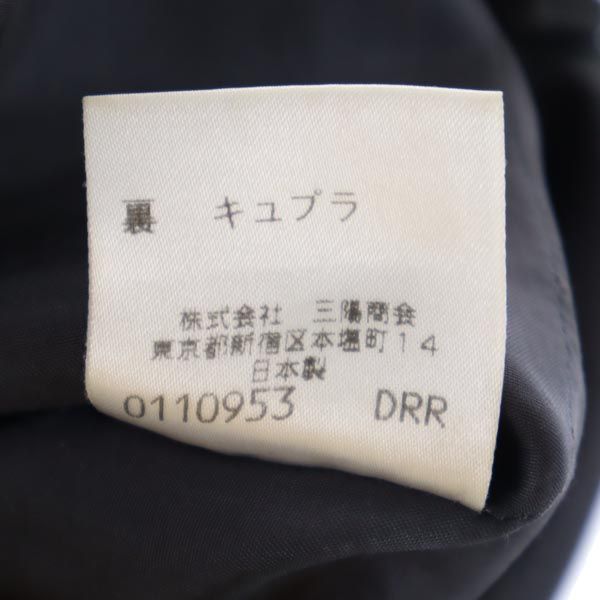 裏 キュプラ
株式会社 三陽商会
東京都新宿区本塩町14
日本製
0110953 DRR